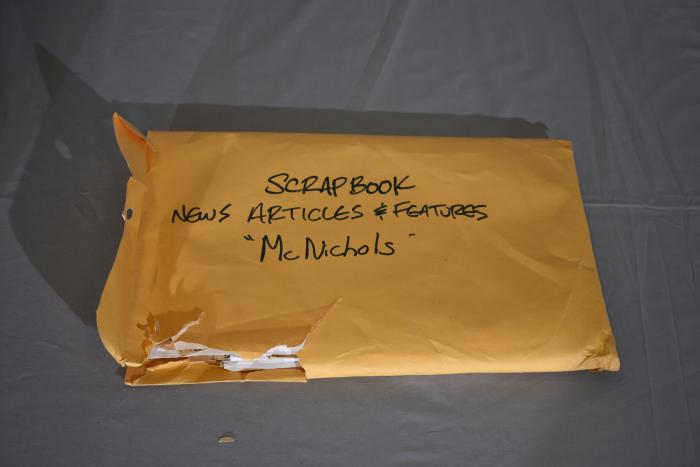 SCRAPBOOK
NEWS ARTICLES & FEATURES
"McNichols"